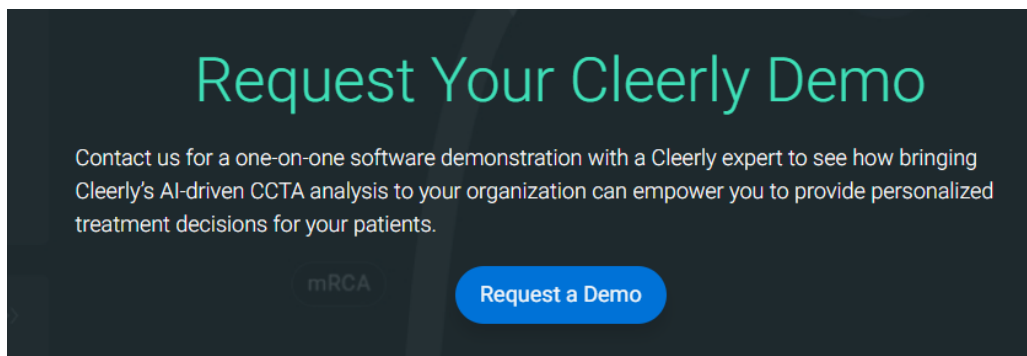 Request Your Cleerly Demo
Contact us for a one-on-one software demonstration with a Cleerly expert to see how bringing
Cleerly's AI-driven CCTA analysis to your organization can empower you to provide personalized
treatment decisions for your patients.
mRCA
Request a Demo